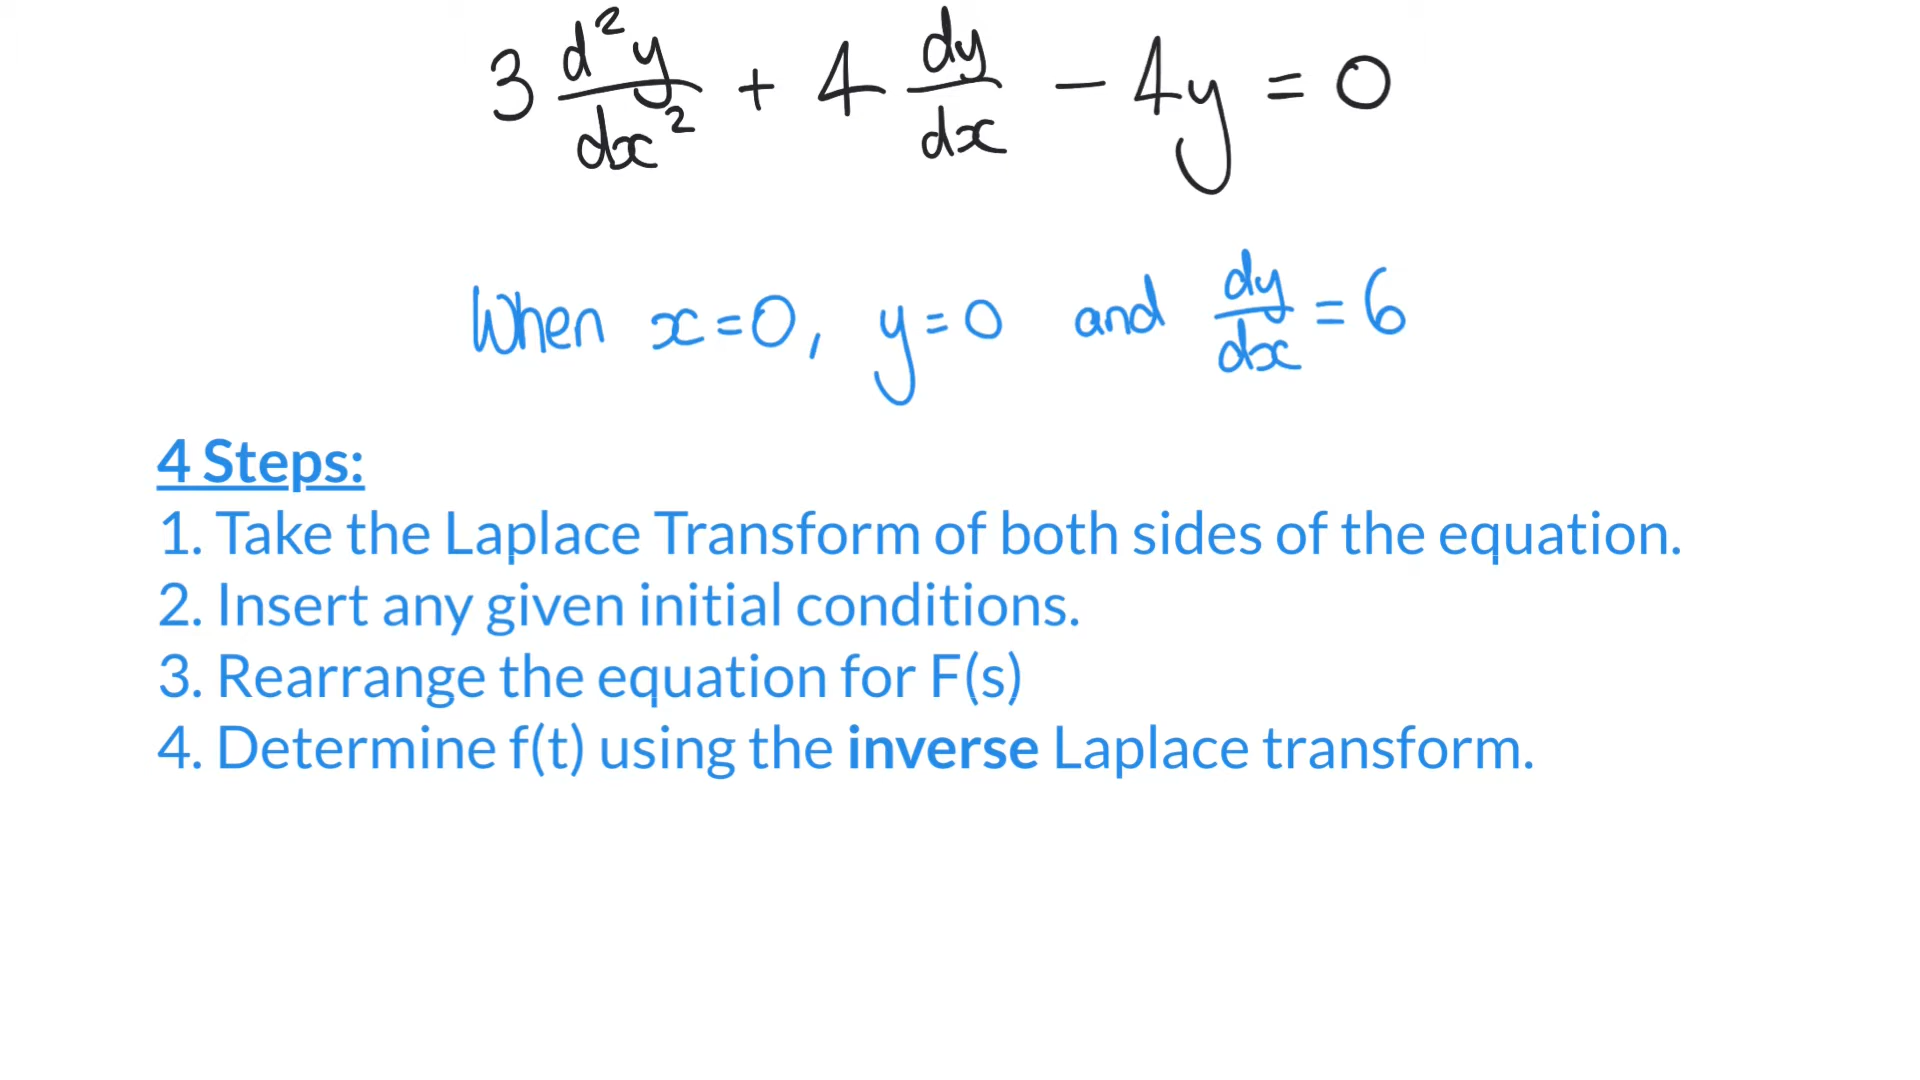 3 d²y/dx² + 4 dy/dx − 4y = 0
When x=0, y=0 and dy/dx = 6
4 Steps:
1. Take the Laplace Transform of both sides of the equation.
2. Insert any given initial conditions.
3. Rearrange the equation for F(s)
4. Determine f(t) using the inverse Laplace transform.